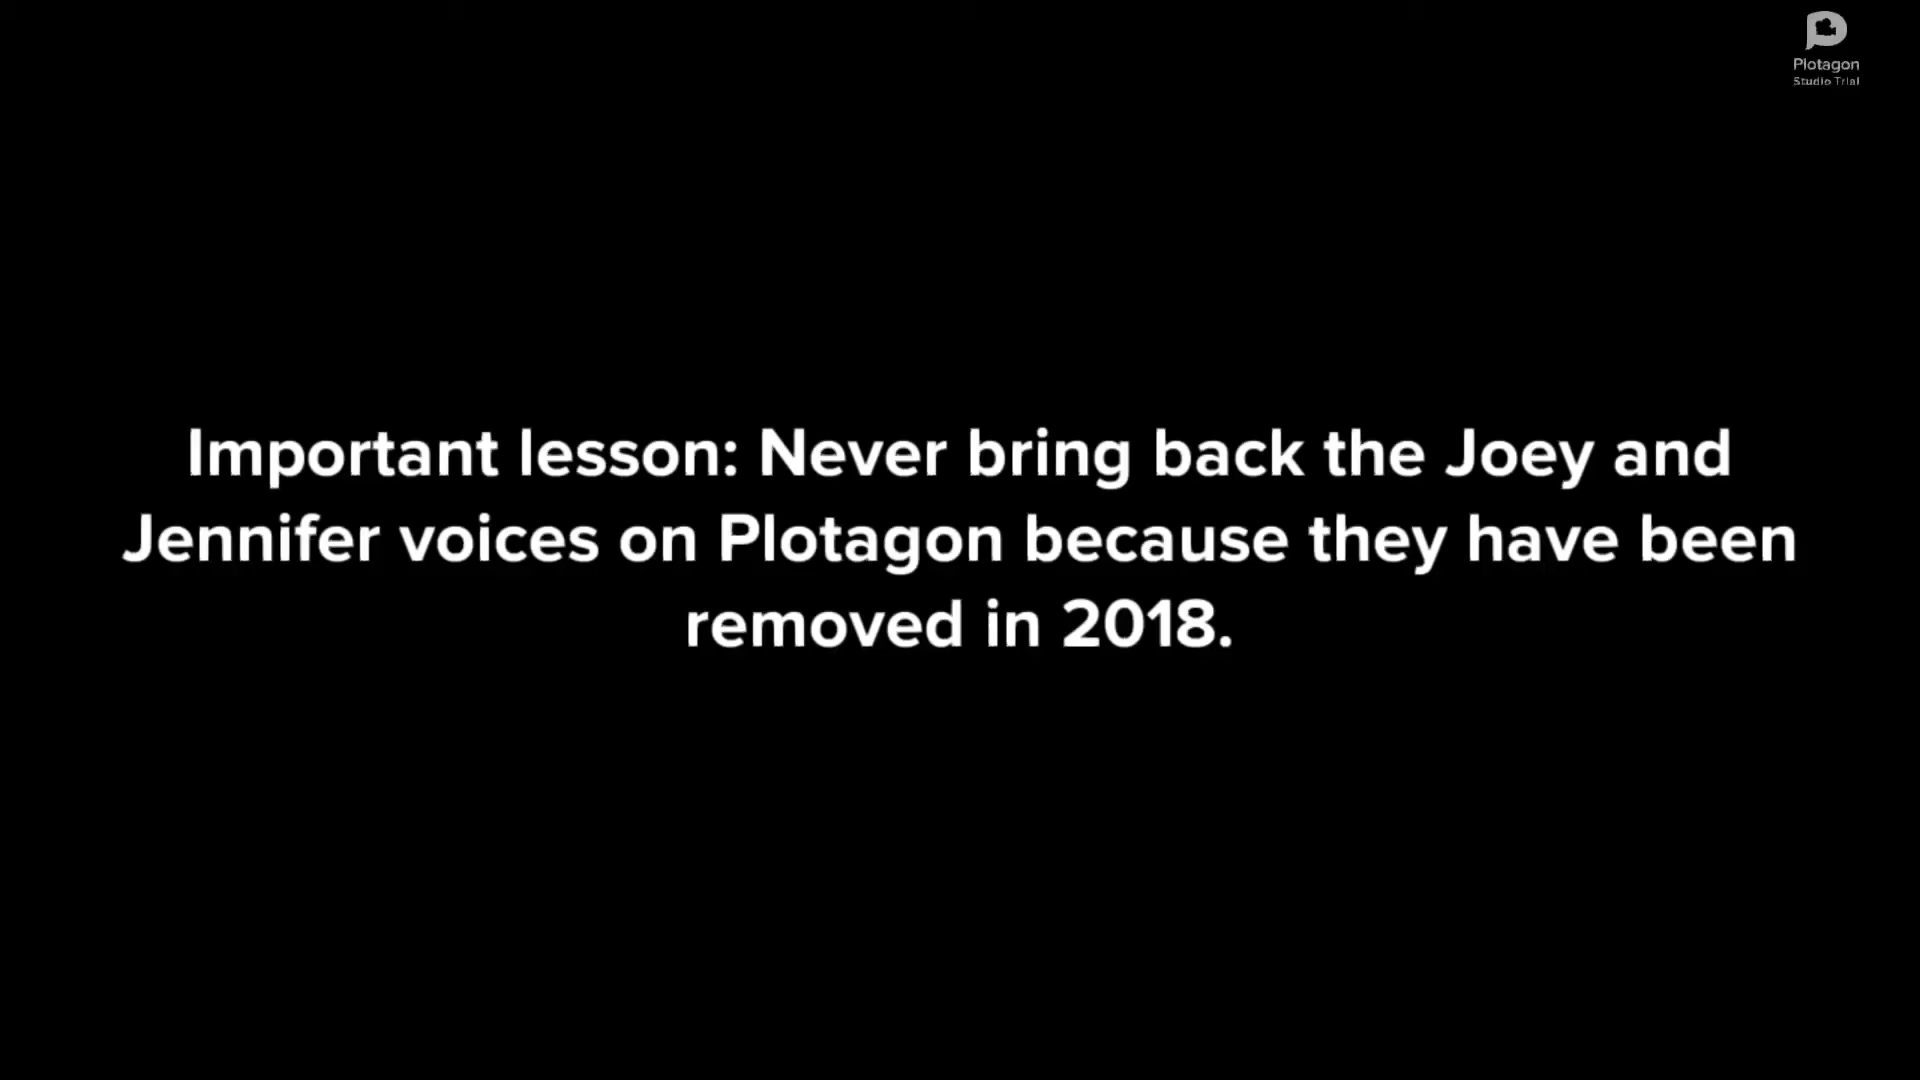 Plotagon
Studio Trial
Important lesson: Never bring back the Joey and
Jennifer voices on Plotagon because they have been
removed in 2018.